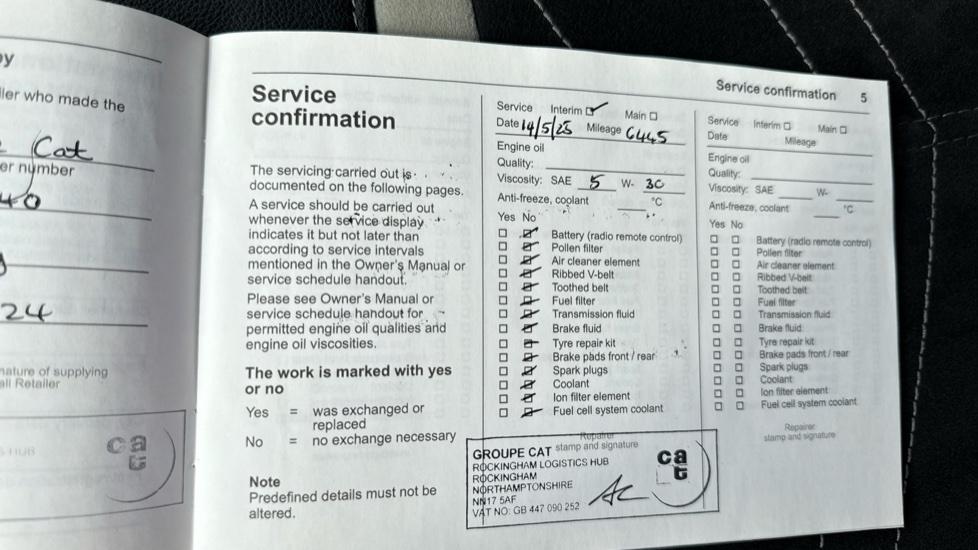 ler who made the
Cat
er number
40
24
nature of supplying
all Retailer
HUB
cat
Service confirmation 5
Service
confirmation
The servicing carried out is
documented on the following pages.
A service should be carried out
whenever the service display
indicates it but not later than
according to service intervals
mentioned in the Owner's Manual or
service schedule handout.
Please see Owner's Manual or
service schedule handout for
permitted engine oil qualities and
engine oil viscosities.
The work is marked with yes
or no
Yes = was exchanged or
replaced
No = no exchange necessary
Note
Predefined details must not be
altered.
Service Interim ☑ Main ☐
Date 14/5/25 Mileage 6445
Engine oil
Quality:
Viscosity: SAE 5 W- 30
Anti-freeze, coolant °C
Yes No
☐ ☑ Battery (radio remote control)
☐ ☑ Pollen filter
☐ ☑ Air cleaner element
☐ ☑ Ribbed V-belt
☐ ☑ Toothed belt
☐ ☑ Fuel filter
☐ ☑ Transmission fluid
☐ ☑ Brake fluid
☐ ☑ Tyre repair kit
☐ ☑ Brake pads front / rear
☐ ☑ Spark plugs
☐ ☑ Coolant
☐ ☑ Ion filter element
☐ ☑ Fuel cell system coolant
Repairer
stamp and signature
GROUPE CAT
ROCKINGHAM LOGISTICS HUB
ROCKINGHAM
NORTHAMPTONSHIRE
NN17 5AF
VAT NO: GB 447 090 252
cat
Service Interim ☐ Main ☐
Date Mileage
Engine oil
Quality:
Viscosity: SAE W-
Anti-freeze, coolant °C
Yes No
☐ ☐ Battery (radio remote control)
☐ ☐ Pollen filter
☐ ☐ Air cleaner element
☐ ☐ Ribbed V-belt
☐ ☐ Toothed belt
☐ ☐ Fuel filter
☐ ☐ Transmission fluid
☐ ☐ Brake fluid
☐ ☐ Tyre repair kit
☐ ☐ Brake pads front / rear
☐ ☐ Spark plugs
☐ ☐ Coolant
☐ ☐ Ion filter element
☐ ☐ Fuel cell system coolant
Repairer
stamp and signature